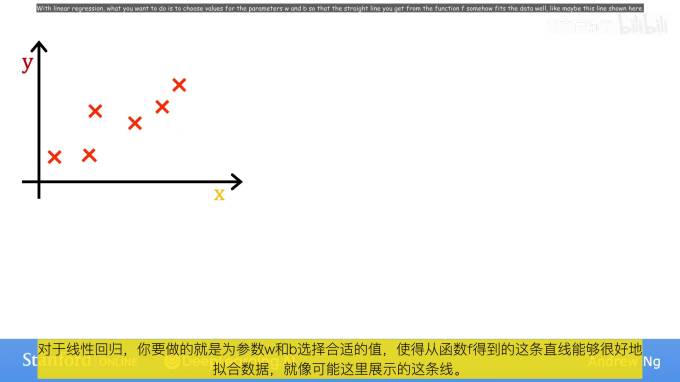 With linear regression, what you want to do is to choose values for the parameters w and b so that the straight line you get from the function f somehow fits the data well, like maybe this line shown here.
bilibili
y
x
对于线性回归，你要做的就是为参数w和b选择合适的值，使得从函数f得到的这条直线能够很好地
拟合数据，就像可能这里展示的这条线。
Stanford ONLINE
Andrew Ng